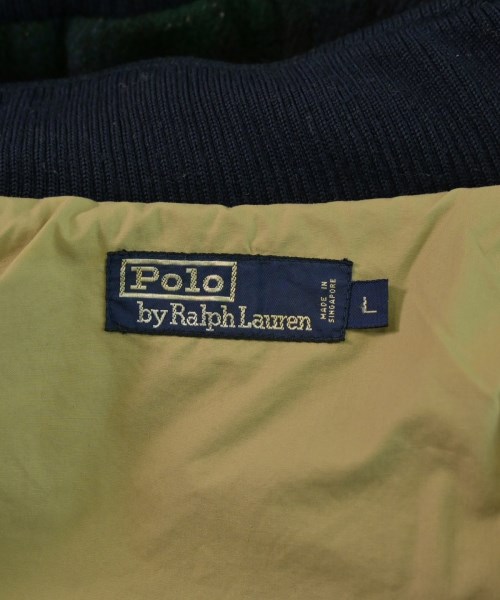 Polo
by Ralph Lauren
MADE IN
SINGAPORE
L